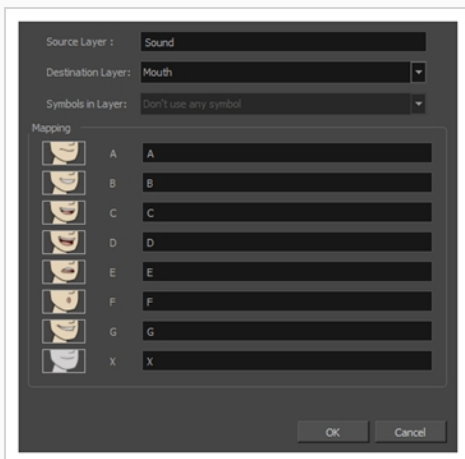 Source Layer : Sound
Destination Layer: Mouth
Symbols in Layer: Don't use any symbol
Mapping
A A
B B
C C
D D
E E
F F
G G
X X
OK Cancel